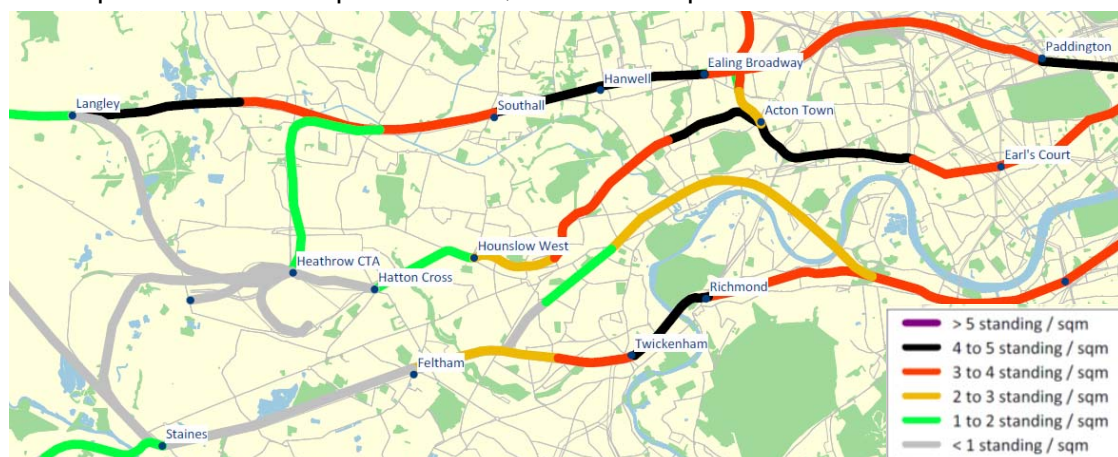 Paddington
Ealing Broadway
Hanwell
Langley
Southall
Acton Town
Earl's Court
Hounslow West
Heathrow CTA
Hatton Cross
Richmond
Twickenham
Feltham
Staines
> 5 standing / sqm
4 to 5 standing / sqm
3 to 4 standing / sqm
2 to 3 standing / sqm
1 to 2 standing / sqm
< 1 standing / sqm